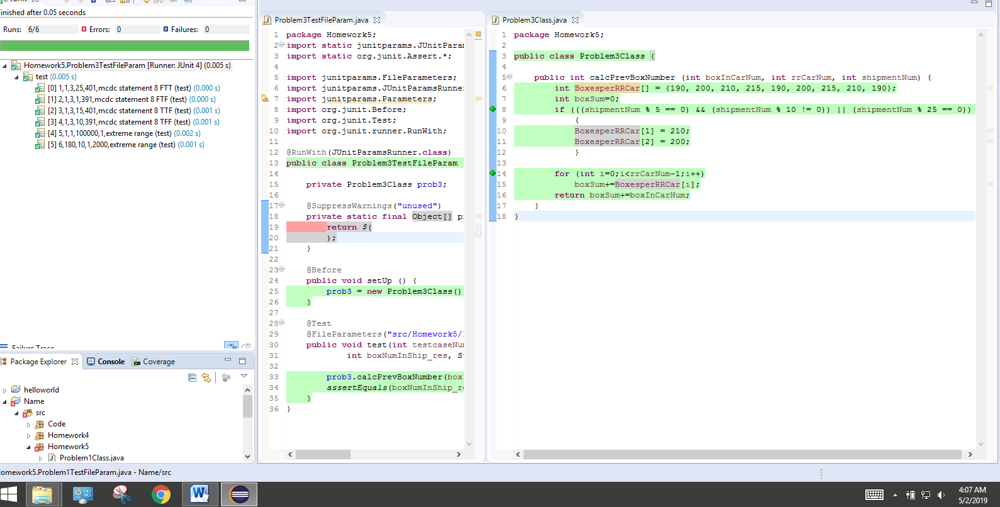 JUnit
Finished after 0.05 seconds
Runs: 6/6 Errors: 0 Failures: 0
Homework5.Problem3TestFileParam [Runner: JUnit 4] (0.005 s)
test (0.005 s)
[0] 1,1,3,25,401,mcdc statement 8 FTT (test) (0.000 s)
[1] 2,1,3,1,391,mcdc statement 8 FTF (test) (0.000 s)
[2] 3,1,3,15,401,mcdc statement 8 TTF (test) (0.001 s)
[3] 4,1,3,10,391,mcdc statement 8 TFF (test) (0.001 s)
[4] 5,1,1,100000,1,extreme range (test) (0.002 s)
[5] 6,180,10,1,2000,extreme range (test) (0.001 s)
Failure Trace
Package Explorer Console Coverage
helloworld
Name
src
Code
Homework4
Homework5
Problem1Class.java
Problem3TestFileParam.java
1 package Homework5;
2 import static junitparams.JUnitParam
3 import static org.junit.Assert.*;
4
5 import junitparams.FileParameters;
6 import junitparams.JUnitParamsRunner
7 import junitparams.Parameters;
8 import org.junit.Before;
9 import org.junit.Test;
10 import org.junit.runner.RunWith;
11
12 @RunWith(JUnitParamsRunner.class)
13 public class Problem3TestFileParam
14
15 private Problem3Class prob3;
16
17 @SuppressWarnings("unused")
18 private static final Object[] p
19 return $(
20 );
21 }
22
23 @Before
24 public void setUp () {
25 prob3 = new Problem3Class()
26 }
27
28 @Test
29 @FileParameters("src/Homework5/
30 public void test(int testcaseNu
31 int boxNumInShip_res, S
32
33 prob3.calcPrevBoxNumber(box
34 assertEquals(boxNumInShip_r
35 }
36 }
Problem3Class.java
1 package Homework5;
2
3 public class Problem3Class {
4
5 public int calcPrevBoxNumber (int boxInCarNum, int rrCarNum, int shipmentNum) {
6 int BoxesperRRCar[] = {190, 200, 210, 215, 190, 200, 215, 210, 190};
7 int boxSum=0;
8 if (((shipmentNum % 5 == 0) && (shipmentNum % 10 != 0)) || (shipmentNum % 25 == 0))
9 {
10 BoxesperRRCar[1] = 210;
11 BoxesperRRCar[2] = 200;
12 }
13
14 for (int i=0;i<rrCarNum-1;i++)
15 boxSum+=BoxesperRRCar[i];
16 return boxSum+=boxInCarNum;
17 }
18 }
omework5.Problem1TestFileParam.java - Name/src
4:07 AM
5/2/2019